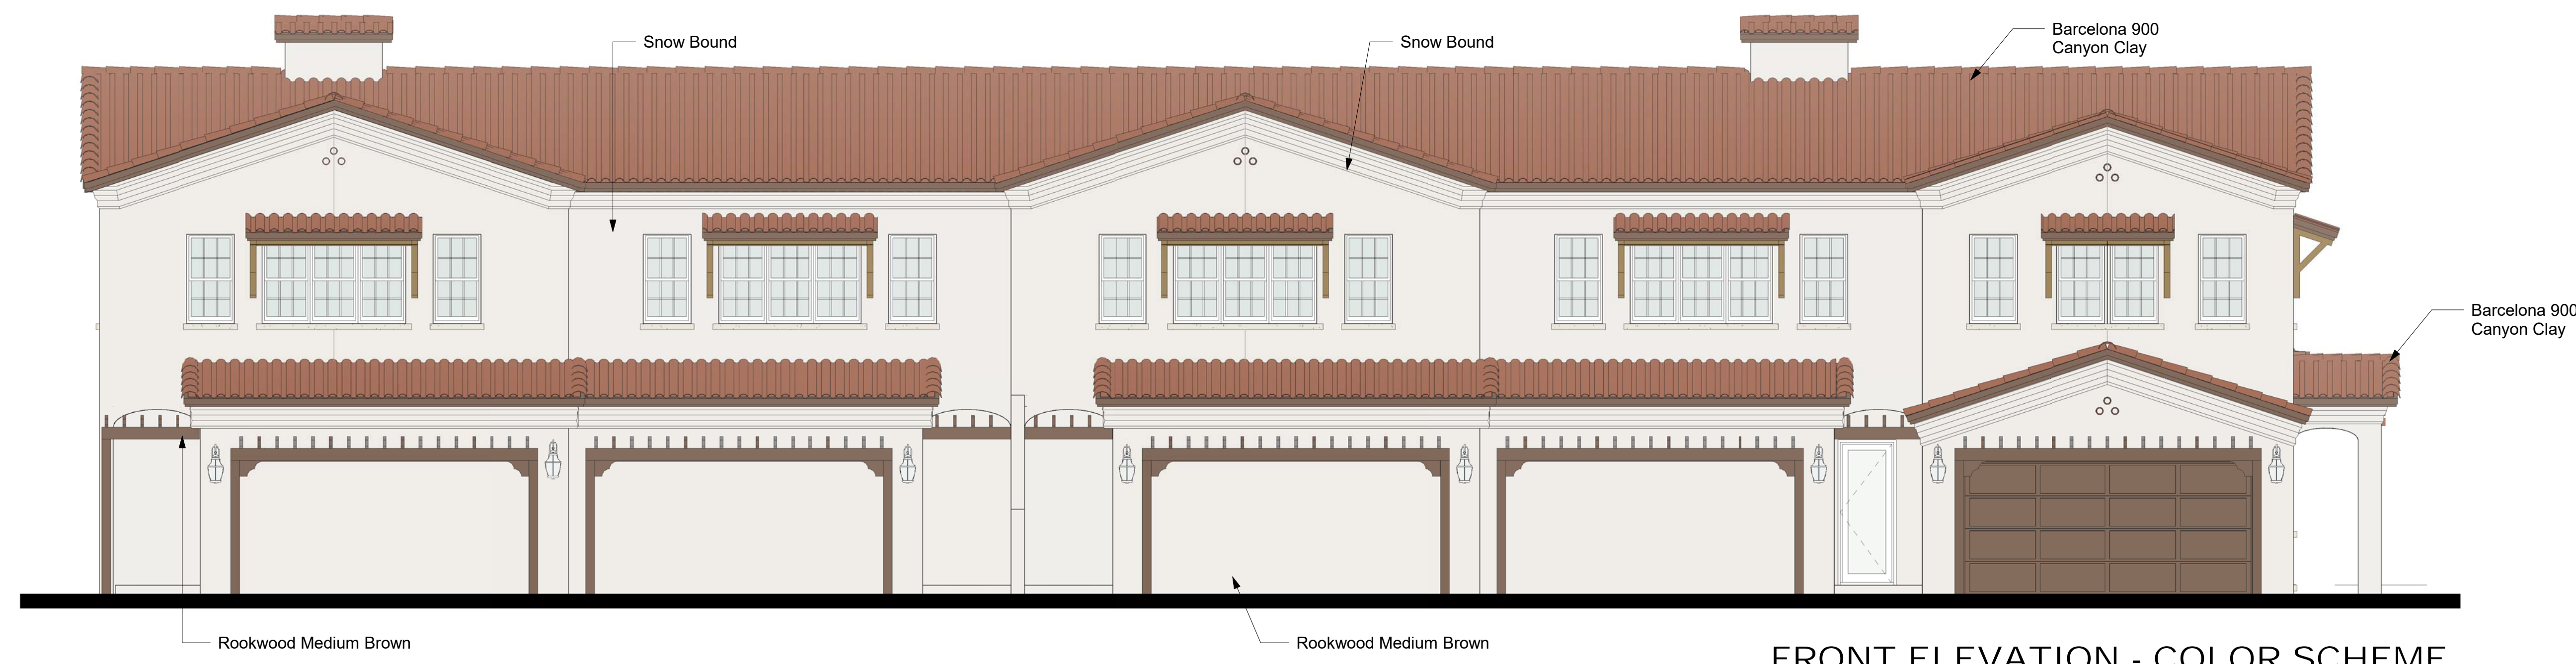 Snow Bound
Snow Bound
Barcelona 900
Canyon Clay
Barcelona 900
Canyon Clay
Rookwood Medium Brown
Rookwood Medium Brown
FRONT ELEVATION - COLOR SCHEME